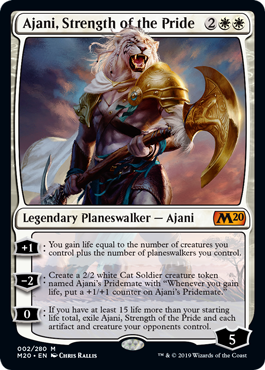 Ajani, Strength of the Pride 2
Legendary Planeswalker — Ajani M20
+1: You gain life equal to the number of creatures you
control plus the number of planeswalkers you control.
−2: Create a 2/2 white Cat Soldier creature token
named Ajani's Pridemate with "Whenever you gain
life, put a +1/+1 counter on Ajani's Pridemate."
0: If you have at least 15 life more than your starting
life total, exile Ajani, Strength of the Pride and each
artifact and creature your opponents control.
5
002/280 M
M20 • EN Chris Rallis
™ & © 2019 Wizards of the Coast